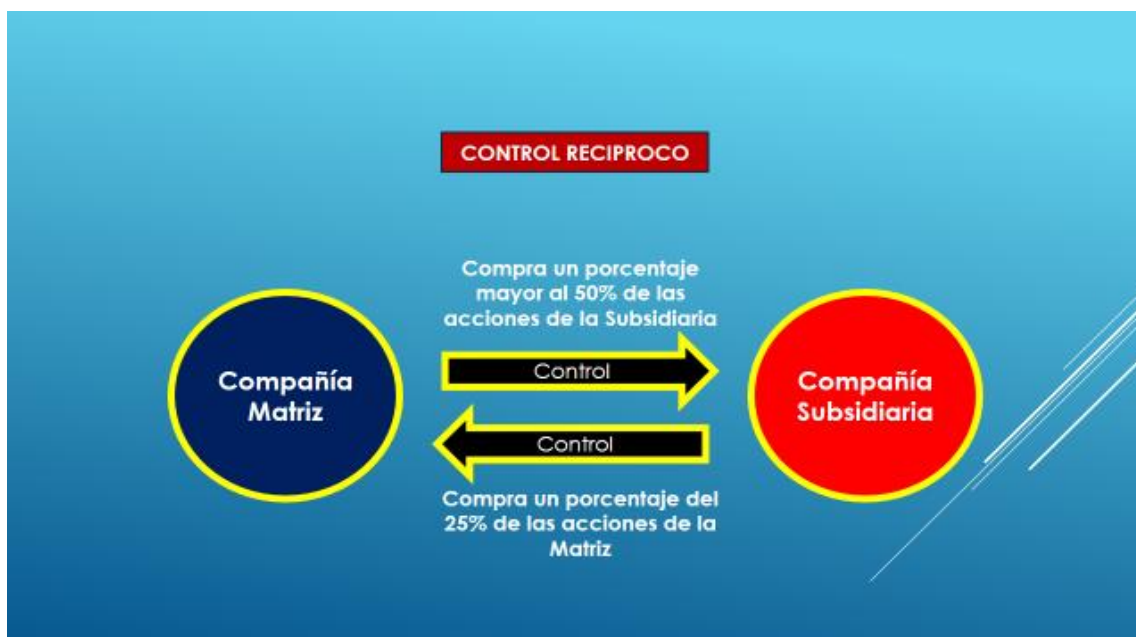 CONTROL RECIPROCO
Compra un porcentaje
mayor al 50% de las
acciones de la Subsidiaria
Control
Compañía
Matriz
Compañía
Subsidiaria
Control
Compra un porcentaje del
25% de las acciones de la
Matriz